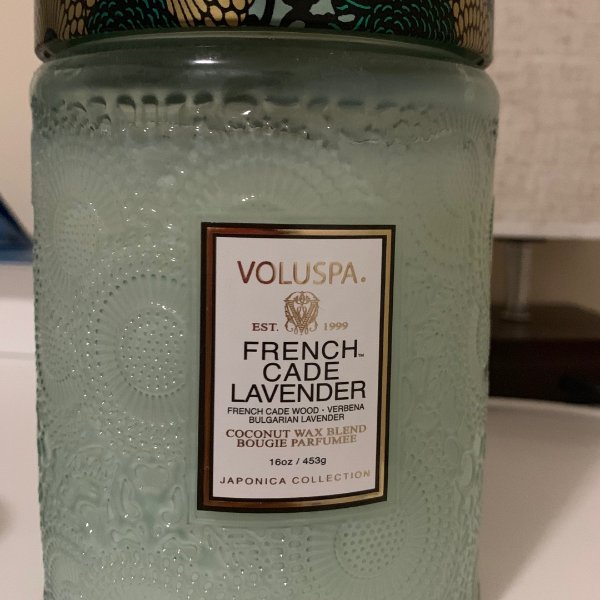 VOLUSPA.
EST. 1999
FRENCH™
CADE
LAVENDER
FRENCH CADE WOOD • VERBENA
BULGARIAN LAVENDER
COCONUT WAX BLEND
BOUGIE PARFUMEE
16oz / 453g
JAPONICA COLLECTION